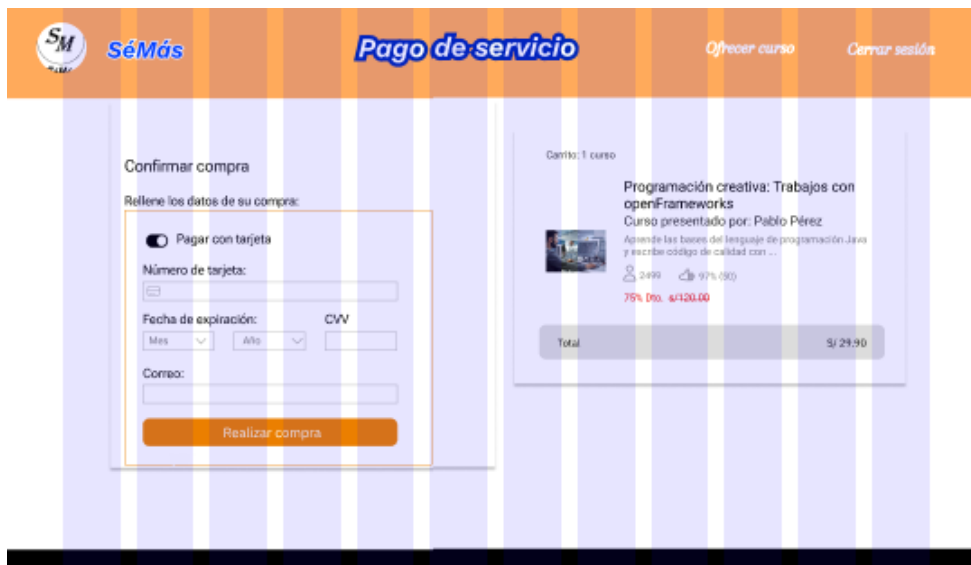 SM
SéMás
Pago de servicio
Ofrecer curso
Cerrar sesión
Confirmar compra
Rellene los datos de su compra:
Pagar con tarjeta
Número de tarjeta:
Fecha de expiración:
CVV
Mes
Año
Correo:
Realizar compra
Carrito: 1 curso
Programación creativa: Trabajos con
openFrameworks
Curso presentado por: Pablo Pérez
Aprende las bases del lenguaje de programación Java
y escribe código de calidad con ...
2499
97% (80)
75% Dto. s/120.00
Total
S/ 29.90